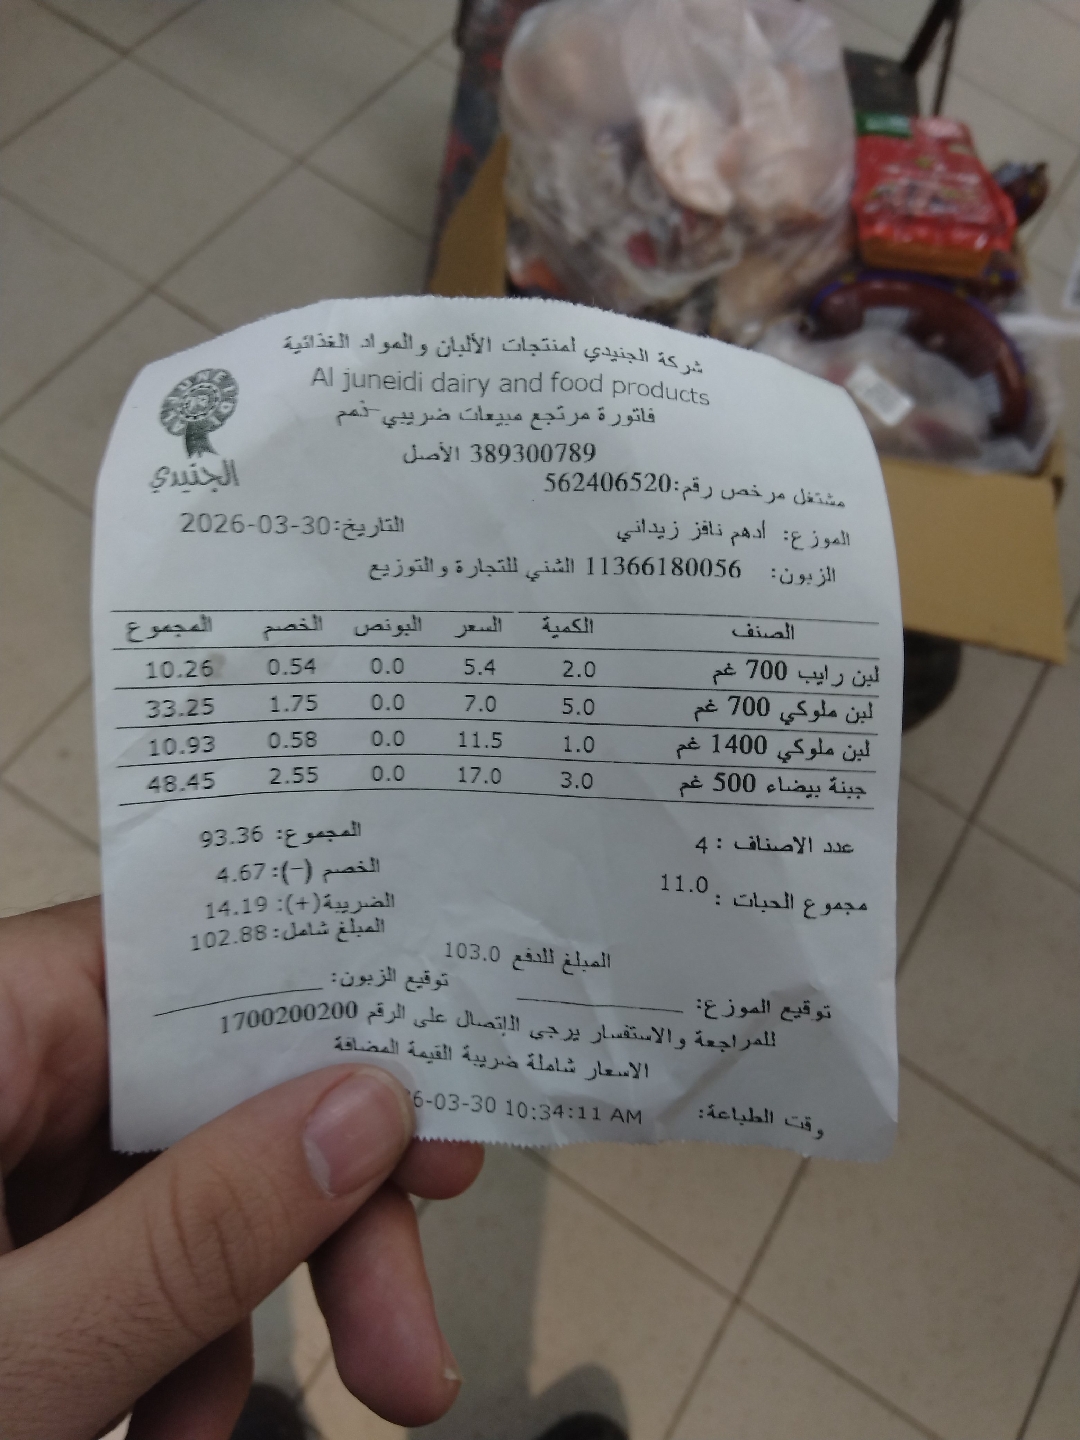 شركة الجنيدي لمنتجات الألبان والمواد الغذائية
Al juneidi dairy and food products
فاتورة مرتجع مبيعات ضريبي-ذمم
389300789 الأصل
الجنيدي
مشتغل مرخص رقم:562406520
الموزع: أدهم نافز زيداني التاريخ:2026-03-30
الزبون: 11366180056 الشني للتجارة والتوزيع
الصنف الكمية السعر البونص الخصم المجموع
لبن رايب 700 غم 2.0 5.4 0.0 0.54 10.26
لبن ملوكي 700 غم 5.0 7.0 0.0 1.75 33.25
لبن ملوكي 1400 غم 1.0 11.5 0.0 0.58 10.93
جبنة بيضاء 500 غم 3.0 17.0 0.0 2.55 48.45
عدد الاصناف : 4 المجموع: 93.36
الخصم (-): 4.67
مجموع الحبات : 11.0 الضريبة(+): 14.19
المبلغ شامل: 102.88
المبلغ للدفع 103.0
توقيع الموزع: توقيع الزبون:
للمراجعة والاستفسار يرجى الاتصال على الرقم 1700200200
الاسعار شاملة ضريبة القيمة المضافة
وقت الطباعة: 6-03-30 10:34:11 AM